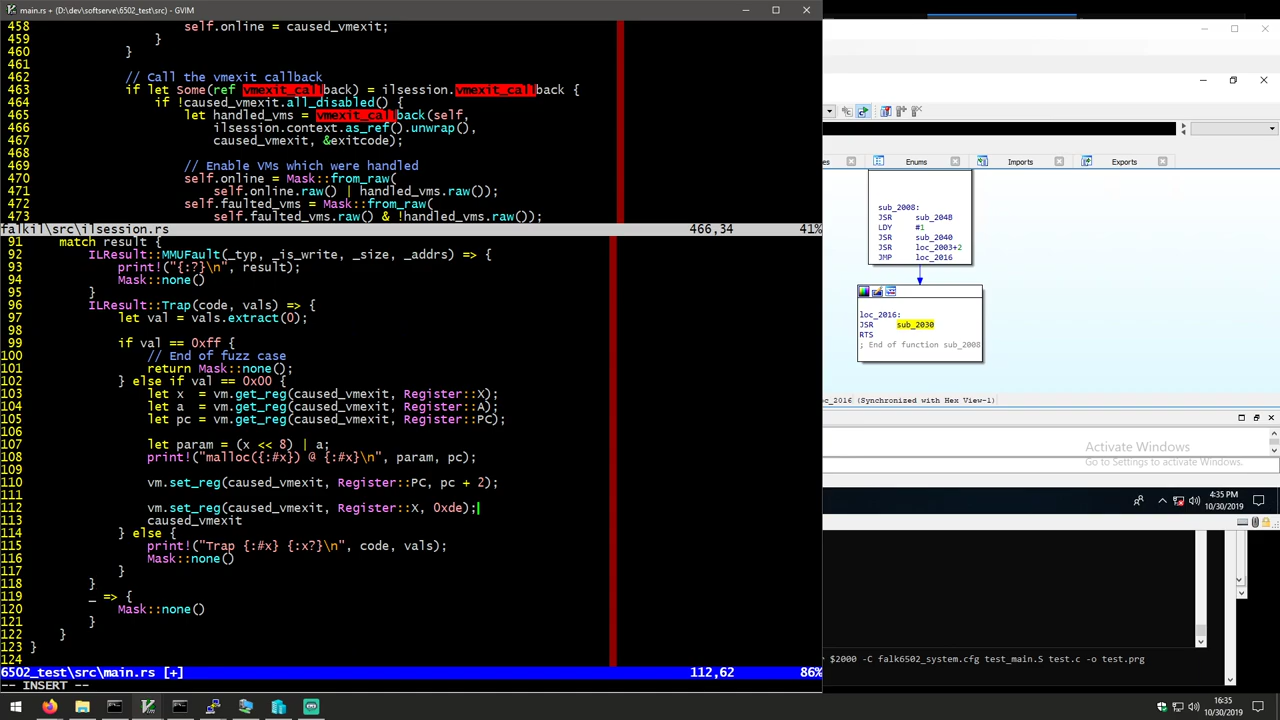 main.rs + (D:\dev\softserve\6502_test\src) - GVIM
458                 self.online = caused_vmexit;
459             }
460         }
461
462         // Call the vmexit callback
463         if let Some(ref vmexit_callback) = ilsession.vmexit_callback {
464             if !caused_vmexit.all_disabled() {
465                 let handled_vms = vmexit_callback(self,
466                     ilsession.context.as_ref().unwrap(),
467                     caused_vmexit, &exitcode);
468
469                 // Enable VMs which were handled
470                 self.online = Mask::from_raw(
471                     self.online.raw() | handled_vms.raw());
472                 self.faulted_vms = Mask::from_raw(
473                     self.faulted_vms.raw() & !handled_vms.raw());
falkil\src\ilsession.rs 466,34 41%
91     match result {
92         ILResult::MMUFault(_typ, _is_write, _size, _addrs) => {
93             print!("{:?}\n", result);
94             Mask::none()
95         }
96         ILResult::Trap(code, vals) => {
97             let val = vals.extract(0);
98
99             if val == 0xff {
100                 // End of fuzz case
101                 return Mask::none();
102             } else if val == 0x00 {
103                 let x  = vm.get_reg(caused_vmexit, Register::X);
104                 let a  = vm.get_reg(caused_vmexit, Register::A);
105                 let pc = vm.get_reg(caused_vmexit, Register::PC);
106
107                 let param = (x << 8) | a;
108                 print!("malloc({:#x}) @ {:#x}\n", param, pc);
109
110                 vm.set_reg(caused_vmexit, Register::PC, pc + 2);
111
112                 vm.set_reg(caused_vmexit, Register::X, 0xde);
113                 caused_vmexit
114             } else {
115                 print!("Trap {:#x} {:x?}\n", code, vals);
116                 Mask::none()
117             }
118         }
119         _ => {
120             Mask::none()
121         }
122     }
123 }
124
6502_test\src\main.rs [+] 112,62 86%
-- INSERT --
es Enums Imports Exports
sub_2008:
JSR sub_2048
LDY #1
JSR sub_2040
JSR loc_2003+2
JMP loc_2016
loc_2016:
JSR sub_2030
RTS
; End of function sub_2008
oc_2016 (Synchronized with Hex View-1)
Activate Windows
Go to Settings to activate Windows.
4:35 PM
10/30/2019
$2000 -C falk6502_system.cfg test_main.S test.c -o test.prg
16:35
10/30/2019